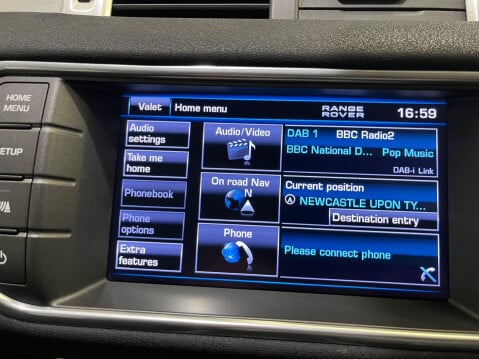 HOME
MENU
SETUP
Valet
Home menu
RANGE
ROVER
16:59
Audio
settings
Take me
home
Phonebook
Phone
options
Extra
features
Audio/Video
On road Nav
N
Phone
DAB 1 BBC Radio2
BBC National D... Pop Music
DAB-i Link
Current position
NEWCASTLE UPON TY...
Destination entry
Please connect phone